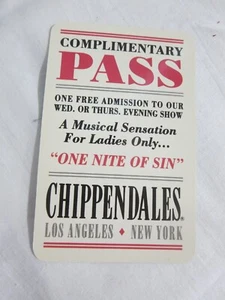 COMPLIMENTARY
PASS
ONE FREE ADMISSION TO OUR
WED. OR THURS. EVENING SHOW
A Musical Sensation
For Ladies Only...
"ONE NITE OF SIN"
CHIPPENDALES®
LOS ANGELES ♦ NEW YORK